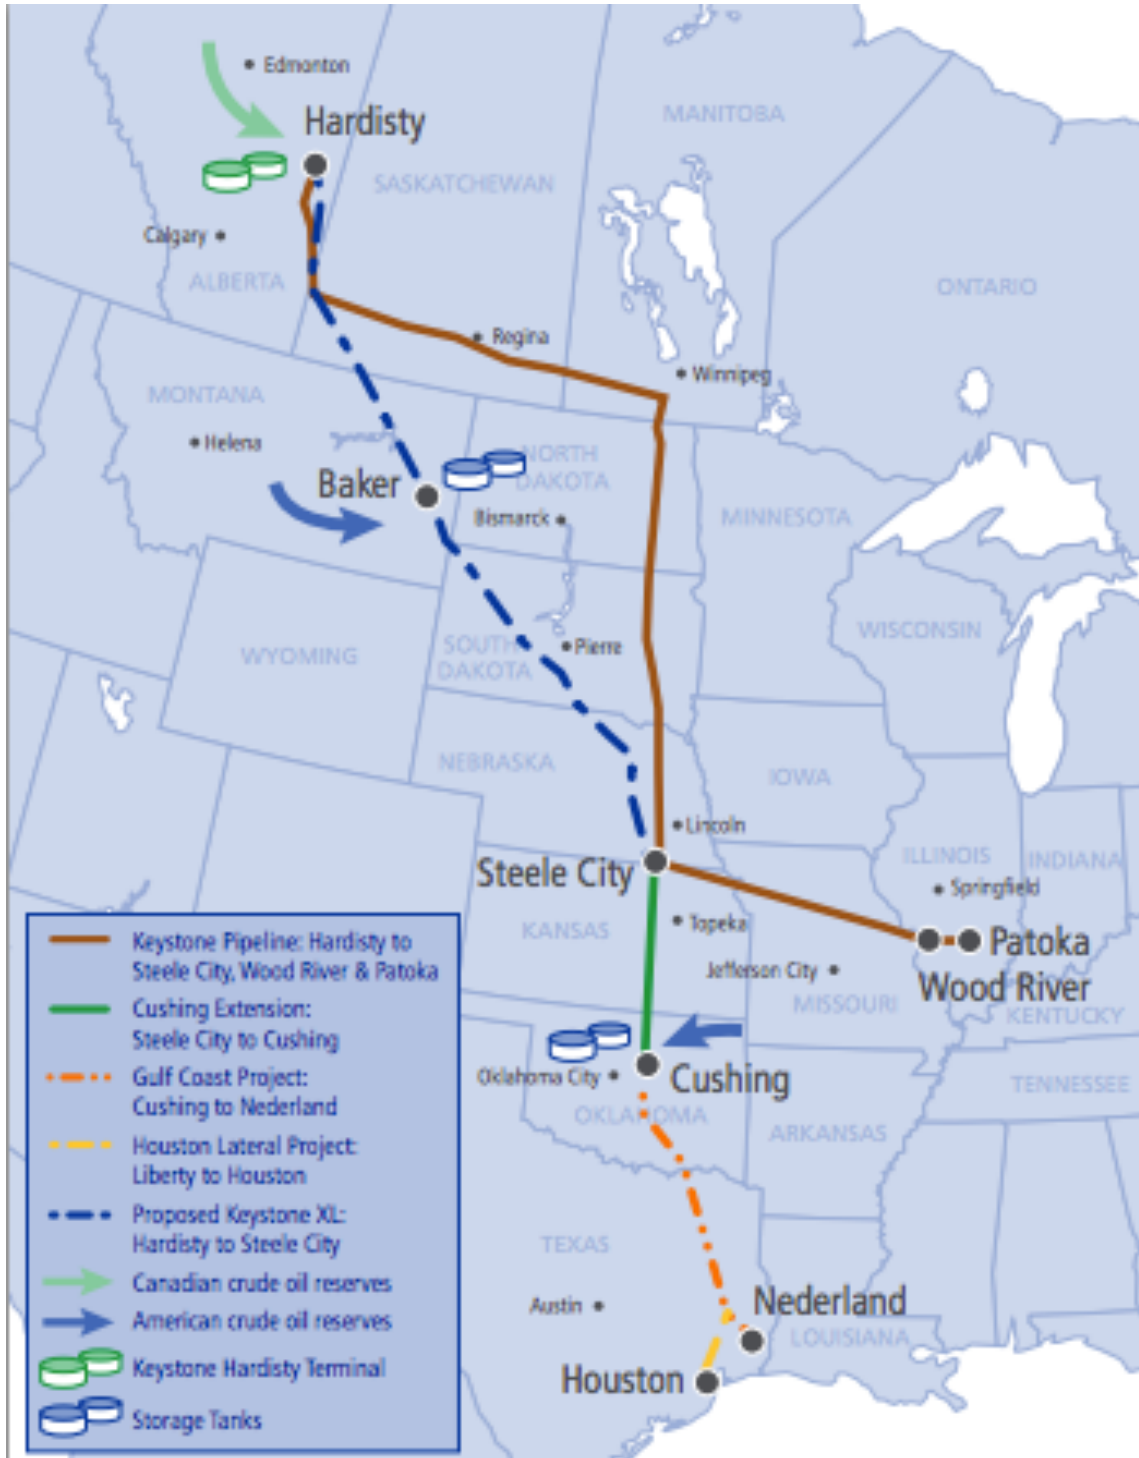 Edmonton
Hardisty
MANITOBA
SASKATCHEWAN
Calgary
ALBERTA
ONTARIO
Regina
Winnipeg
MONTANA
Helena
NORTH
DAKOTA
Baker
Bismarck
MINNESOTA
WISCONSIN
WYOMING
SOUTH
DAKOTA
Pierre
NEBRASKA
IOWA
Lincoln
Steele City
ILLINOIS
INDIANA
Springfield
KANSAS
Topeka
Patoka
Jefferson City
Wood River
MISSOURI
KENTUCKY
Oklahoma City
Cushing
TENNESSEE
OKLAHOMA
ARKANSAS
TEXAS
Austin
Nederland
LOUISIANA
Houston
Keystone Pipeline: Hardisty to
Steele City, Wood River & Patoka
Cushing Extension:
Steele City to Cushing
Gulf Coast Project:
Cushing to Nederland
Houston Lateral Project:
Liberty to Houston
Proposed Keystone XL:
Hardisty to Steele City
Canadian crude oil reserves
American crude oil reserves
Keystone Hardisty Terminal
Storage Tanks